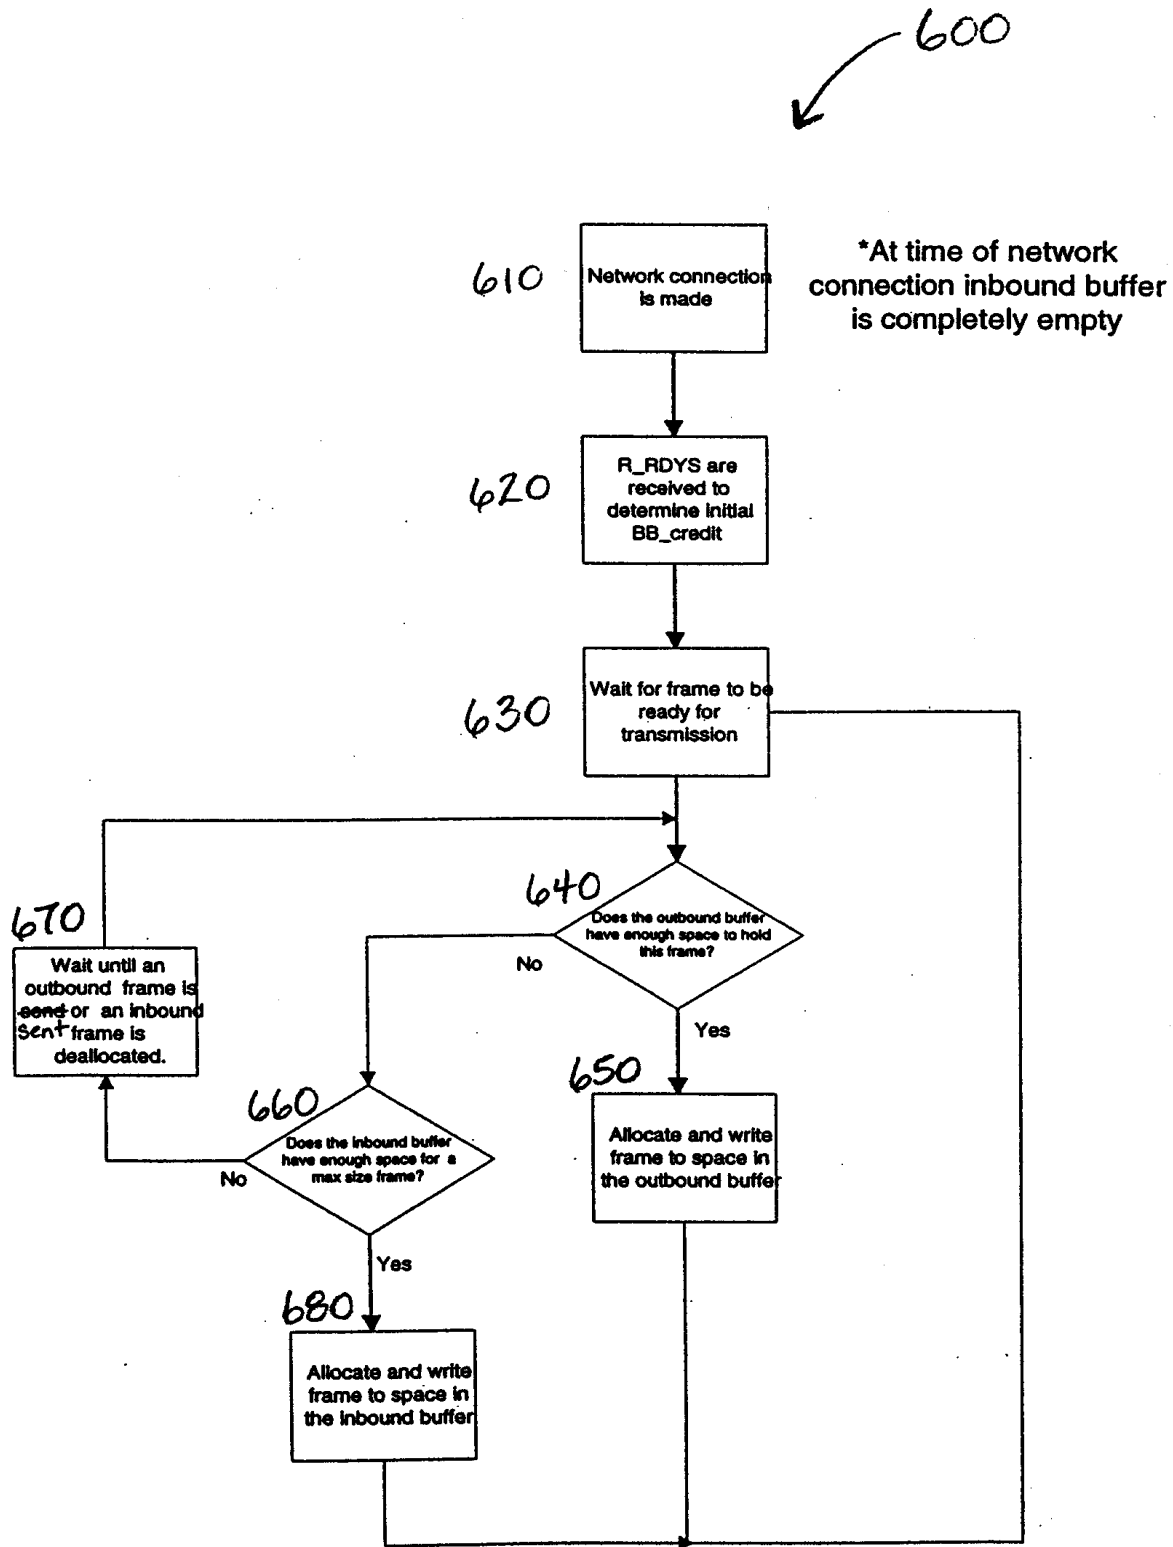 600
610
Network connection
is made
*At time of network
connection inbound buffer
is completely empty
620
R_RDYS are
received to
determine initial
BB_credit
630
Wait for frame to be
ready for
transmission
640
Does the outbound buffer
have enough space to hold
this frame?
No
Yes
670
Wait until an
outbound frame is
send or an inbound
sent frame is
deallocated.
650
Allocate and write
frame to space in
the outbound buffer
660
Does the inbound buffer
have enough space for a
max size frame?
No
Yes
680
Allocate and write
frame to space in
the inbound buffer